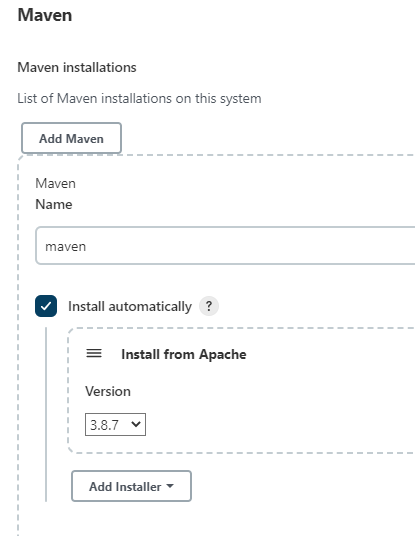 Maven
Maven installations
List of Maven installations on this system
Add Maven
Maven
Name
maven
Install automatically ?
Install from Apache
Version
3.8.7
Add Installer